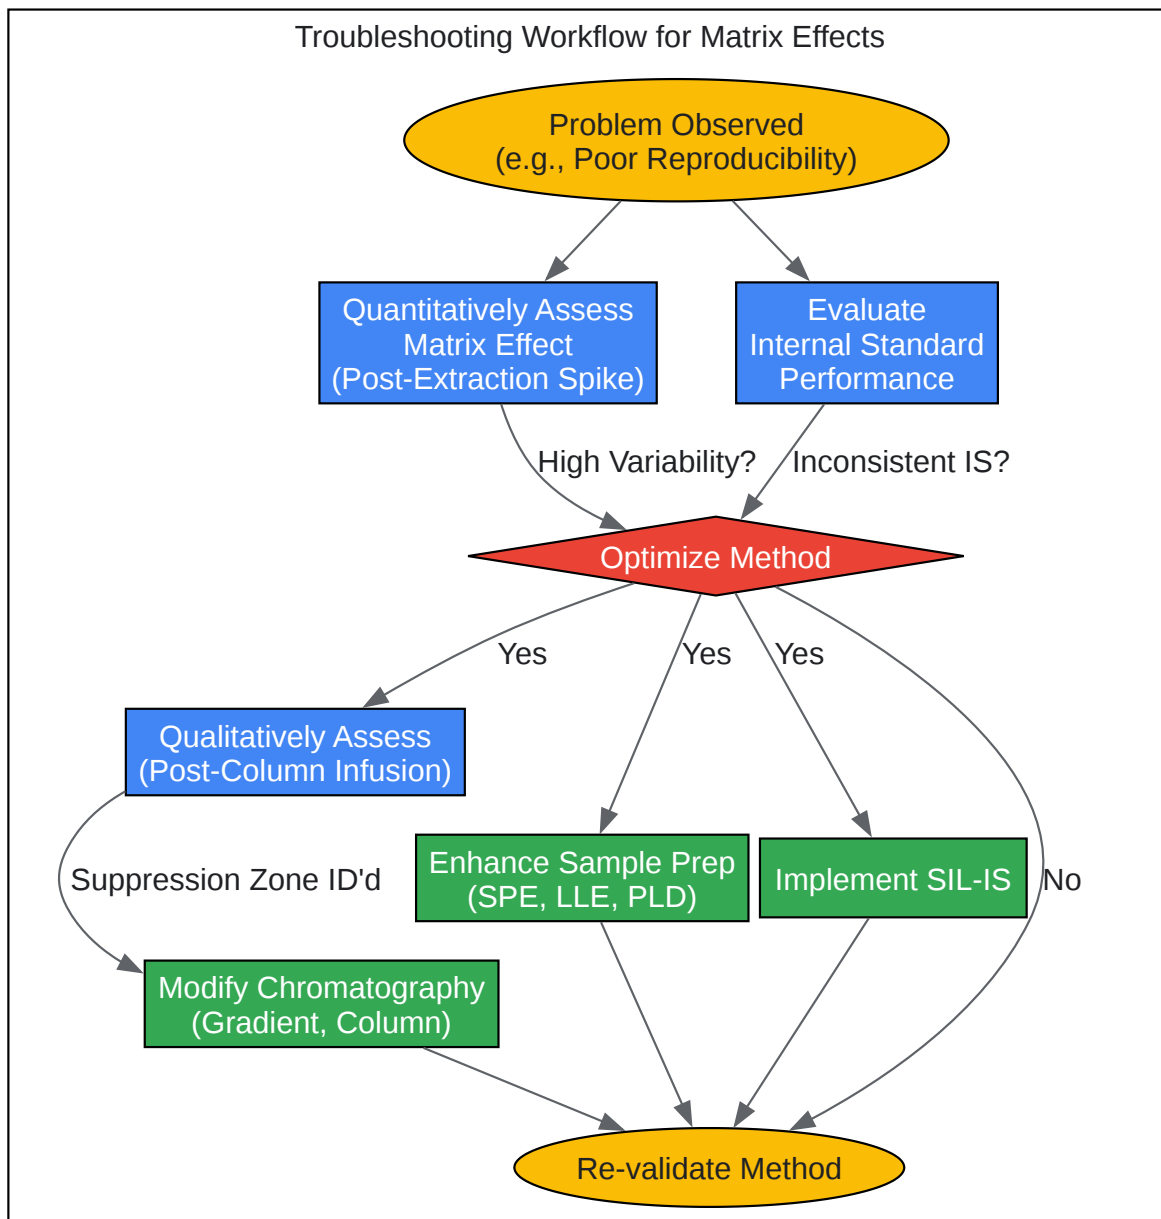 Troubleshooting Workflow for Matrix Effects
Problem Observed
(e.g., Poor Reproducibility)
Quantitatively Assess
Matrix Effect
(Post-Extraction Spike)
Evaluate
Internal Standard
Performance
High Variability?
Inconsistent IS?
Optimize Method
Yes
Yes
Yes
No
Qualitatively Assess
(Post-Column Infusion)
Enhance Sample Prep
(SPE, LLE, PLD)
Implement SIL-IS
Suppression Zone ID'd
Modify Chromatography
(Gradient, Column)
Re-validate Method